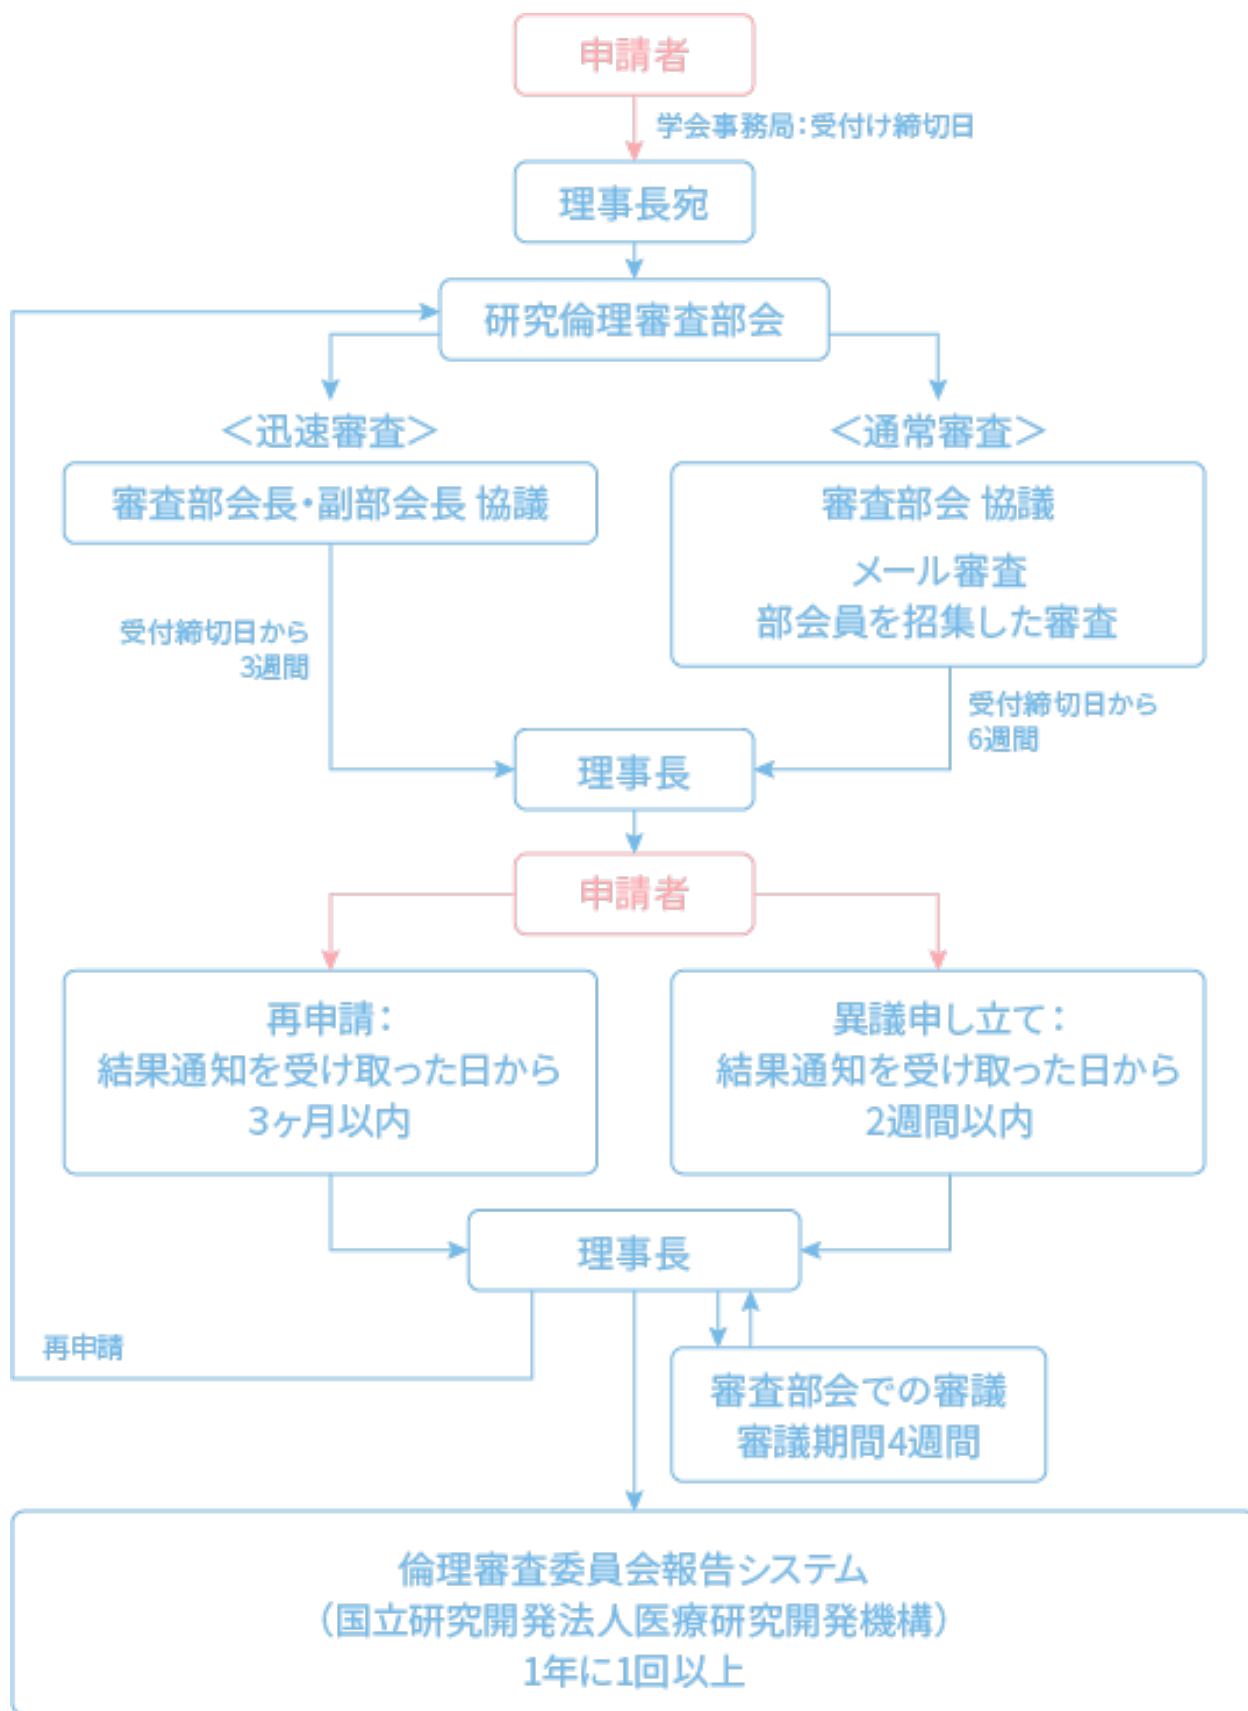 申請者
学会事務局：受付け締切日
理事長宛
研究倫理審査部会
＜迅速審査＞
審査部会長・副部会長 協議
受付締切日から
3週間
＜通常審査＞
審査部会 協議
メール審査
部会員を招集した審査
受付締切日から
6週間
理事長
申請者
再申請：
結果通知を受け取った日から
3ヶ月以内
異議申し立て：
結果通知を受け取った日から
2週間以内
理事長
再申請
審査部会での審議
審議期間4週間
倫理審査委員会報告システム
（国立研究開発法人医療研究開発機構）
1年に1回以上